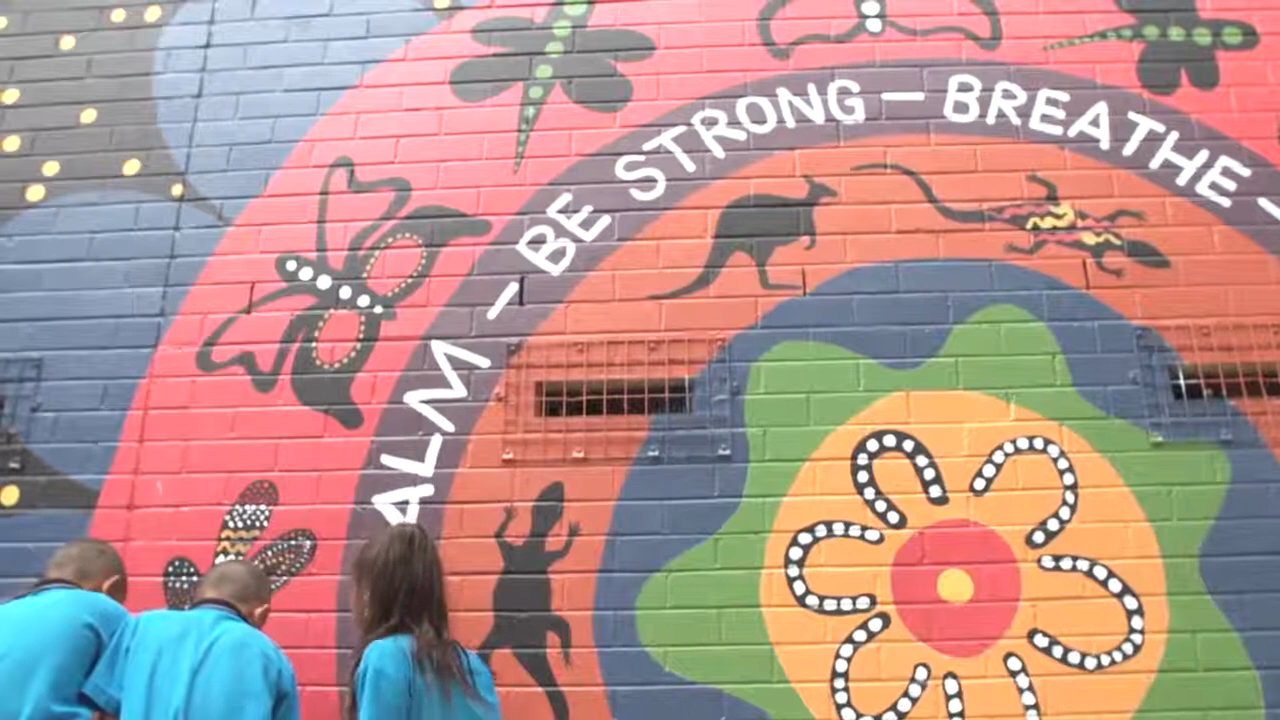 ALM – BE STRONG – BREATHE –